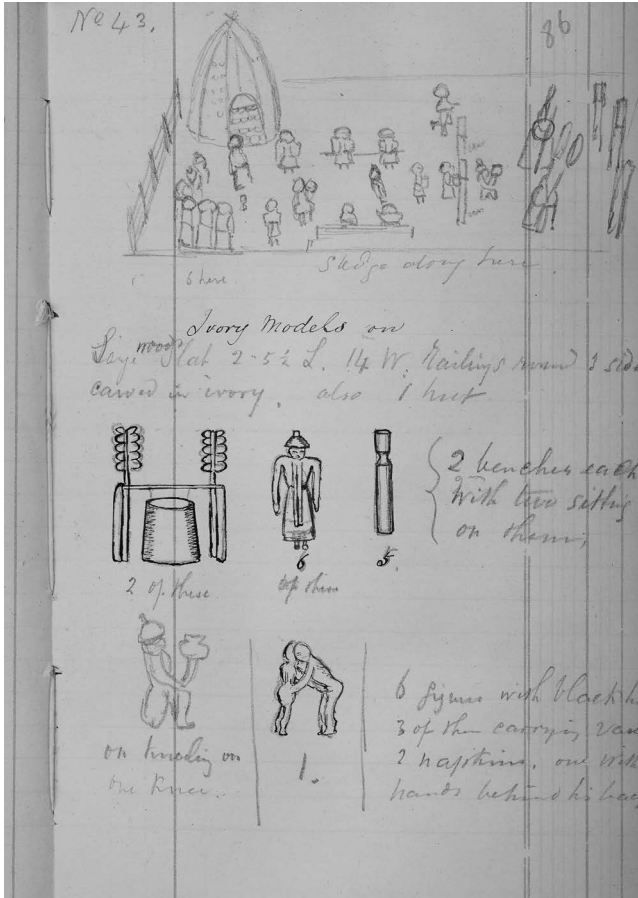 No 43.
86
Sledge along here
s here
Ivory Models on
Large wood flat 2-5½ L. 14 W. Railings round 3 side
carved in ivory. also 1 hut
2 benches each
with two sitting
on them,
6
5.
2 of these
of them
6 figures with black h
3 of them carrying
2 napkins. one with
hands behind his bac
on kneeling on
one knee.
1.